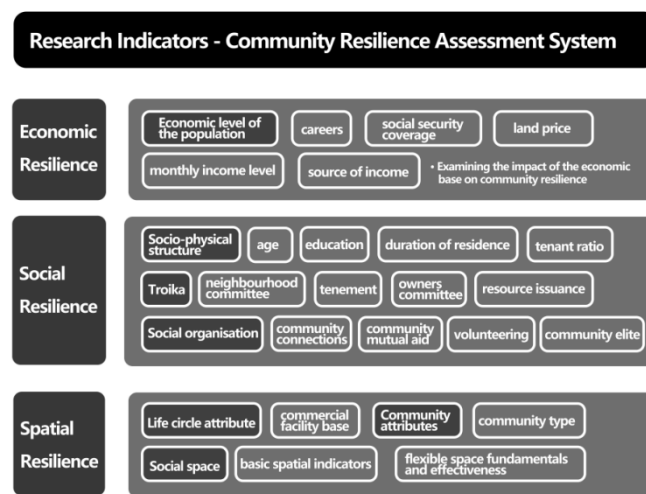 Research Indicators - Community Resilience Assessment System
Economic
Resilience
Economic level of
the population
careers
social security
coverage
land price
monthly income level
source of income
• Examining the impact of the economic
base on community resilience
Social
Resilience
Socio-physical
structure
age
education
duration of residence
tenant ratio
Troika
neighbourhood
committee
tenement
owners
committee
resource issuance
Social organisation
community
connections
community
mutual aid
volunteering
community elite
Spatial
Resilience
Life circle attribute
commercial
facility base
Community
attributes
community type
Social space
basic spatial indicators
flexible space fundamentals
and effectiveness